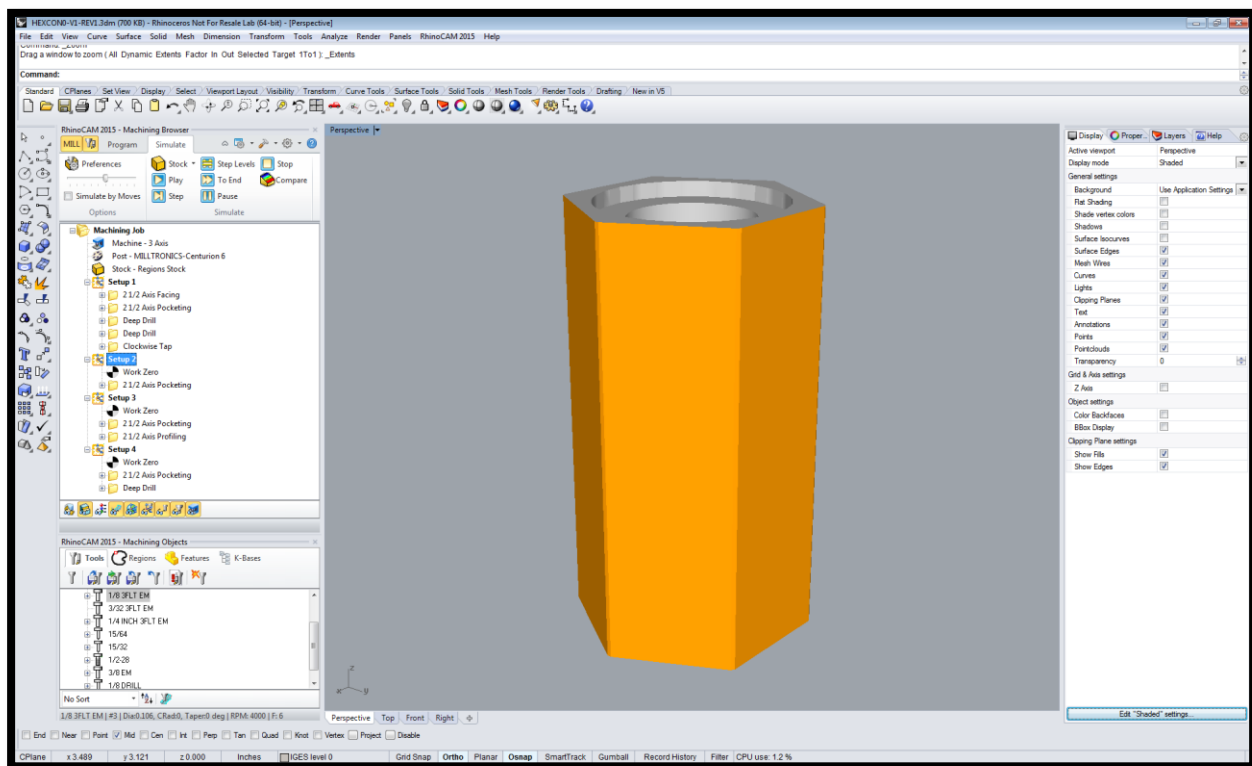 HEXCON0-V1-REV1.3dm (700 KB) - Rhinoceros Not For Resale Lab (64-bit) - [Perspective]
File Edit View Curve Surface Solid Mesh Dimension Transform Tools Analyze Render Panels RhinoCAM 2015 Help
Command: _Zoom
Drag a window to zoom ( All Dynamic Extents Factor In Out Selected Target 1To1 ): _Extents
Command:
Standard CPlanes Set View Display Select Viewport Layout Visibility Transform Curve Tools Surface Tools Solid Tools Mesh Tools Render Tools Drafting New in V5
RhinoCAM 2015 - Machining Browser
MILL Program Simulate
Preferences Stock Step Levels Stop
Play To End Compare
Simulate by Moves Step Pause
Options Simulate
Machining Job
Machine - 3 Axis
Post - MILLTRONICS-Centurion 6
Stock - Regions Stock
Setup 1
2 1/2 Axis Facing
2 1/2 Axis Pocketing
Deep Drill
Deep Drill
Clockwise Tap
Setup 2
Work Zero
2 1/2 Axis Pocketing
Setup 3
Work Zero
2 1/2 Axis Pocketing
2 1/2 Axis Profiling
Setup 4
Work Zero
2 1/2 Axis Pocketing
Deep Drill
RhinoCAM 2015 - Machining Objects
Tools Regions Features K-Bases
1/8 3FLT EM
3/32 3FLT EM
1/4 INCH 3FLT EM
15/64
15/32
1/2-28
3/8 EM
1/8 DRILL
No Sort
1/8 3FLT EM | #3 | Dia:0.106, CRad:0, Taper:0 deg | RPM: 4000 | F: 6
Perspective
z
x y
Perspective Top Front Right
Display Proper... Layers Help
Active viewport Perspective
Display mode Shaded
General settings
Background Use Application Settings
Flat Shading
Shade vertex colors
Shadows
Surface Isocurves
Surface Edges
Mesh Wires
Curves
Lights
Clipping Planes
Text
Annotations
Points
Pointclouds
Transparency 0
Grid & Axis settings
Z Axis
Object settings
Color Backfaces
BBox Display
Clipping Plane settings
Show Fills
Show Edges
Edit "Shaded" settings...
End Near Point Mid Cen Int Perp Tan Quad Knot Vertex Project Disable
CPlane x 3.489 y 3.121 z 0.000 Inches IGES level 0 Grid Snap Ortho Planar Osnap SmartTrack Gumball Record History Filter CPU use: 1.2 %